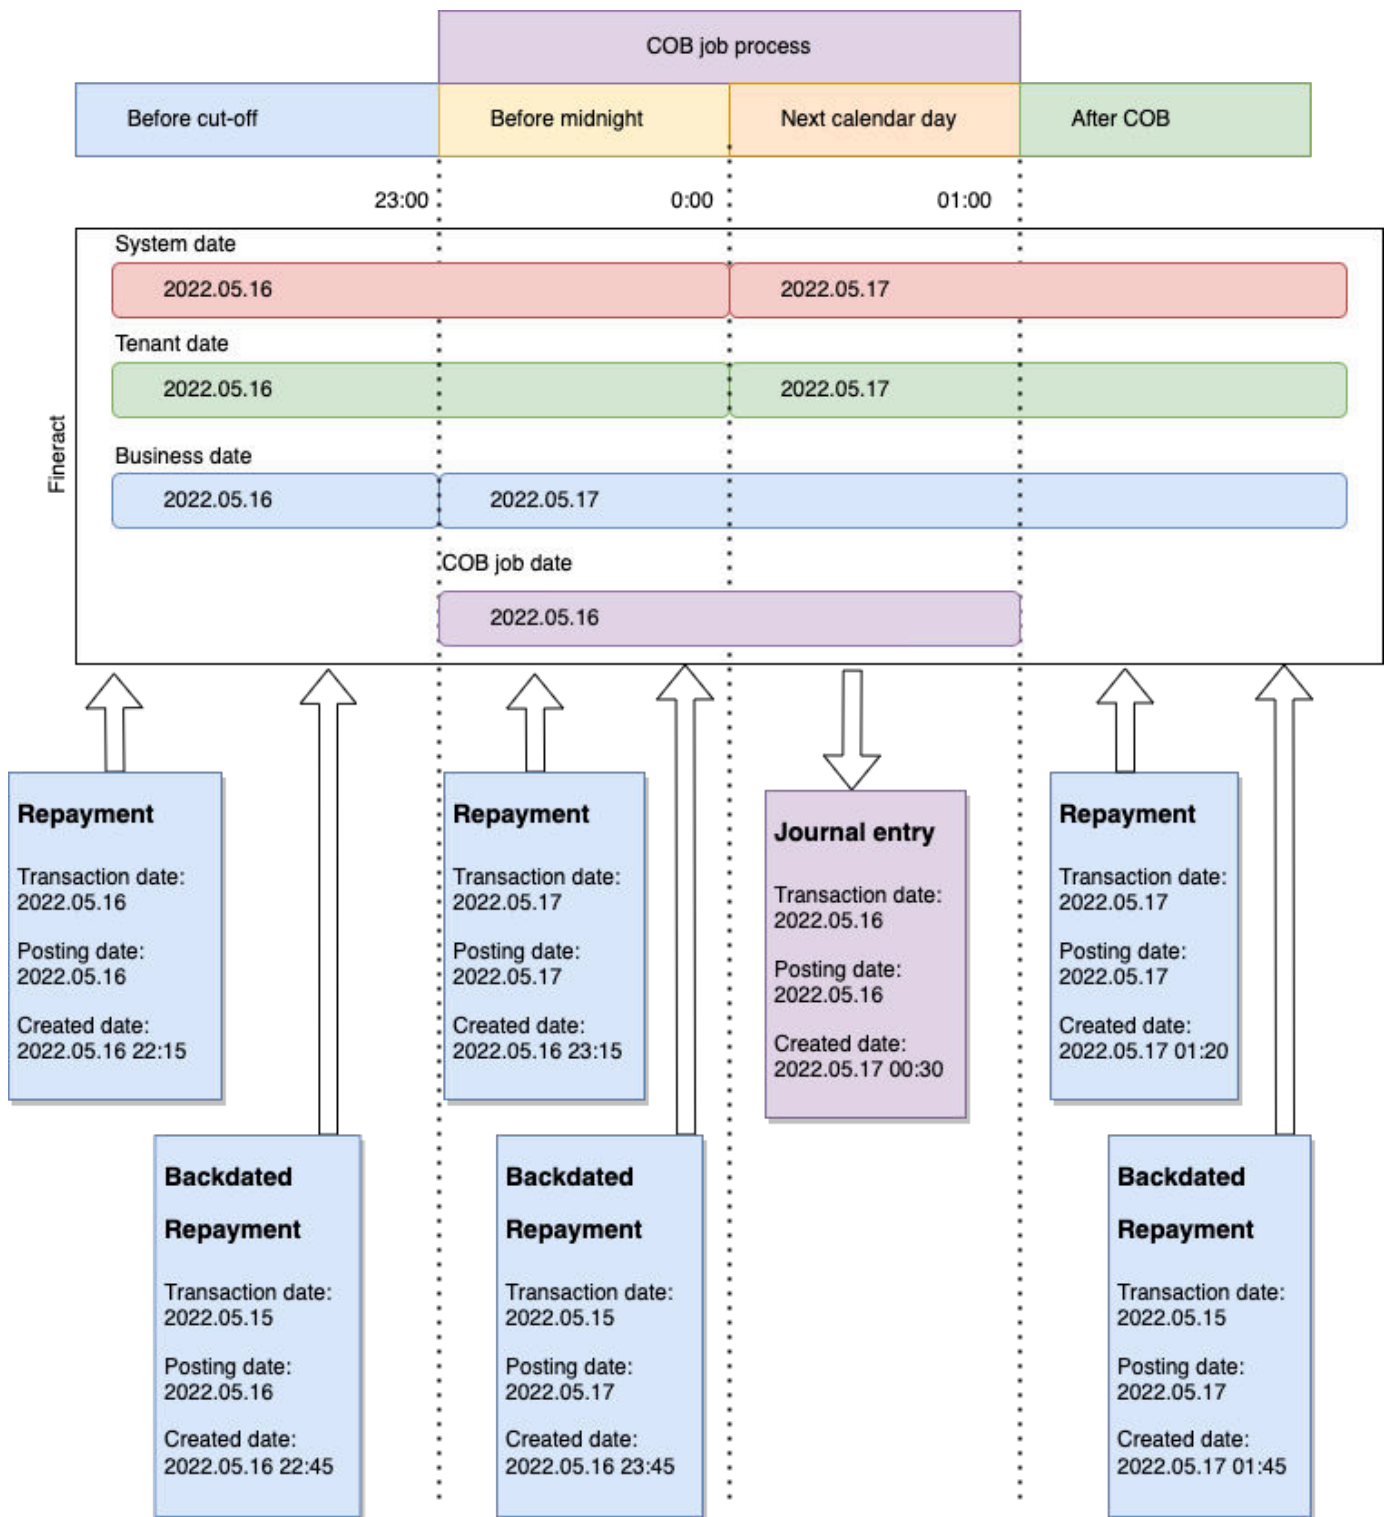 COB job process
Before cut-off
Before midnight
Next calendar day
After COB
23:00
0:00
01:00
Fineract
System date
2022.05.16
2022.05.17
Tenant date
2022.05.16
2022.05.17
Business date
2022.05.16
2022.05.17
COB job date
2022.05.16
Repayment
Transaction date:
2022.05.16
Posting date:
2022.05.16
Created date:
2022.05.16 22:15
Repayment
Transaction date:
2022.05.17
Posting date:
2022.05.17
Created date:
2022.05.16 23:15
Journal entry
Transaction date:
2022.05.16
Posting date:
2022.05.16
Created date:
2022.05.17 00:30
Repayment
Transaction date:
2022.05.17
Posting date:
2022.05.17
Created date:
2022.05.17 01:20
Backdated
Repayment
Transaction date:
2022.05.15
Posting date:
2022.05.16
Created date:
2022.05.16 22:45
Backdated
Repayment
Transaction date:
2022.05.15
Posting date:
2022.05.17
Created date:
2022.05.16 23:45
Backdated
Repayment
Transaction date:
2022.05.15
Posting date:
2022.05.17
Created date:
2022.05.17 01:45